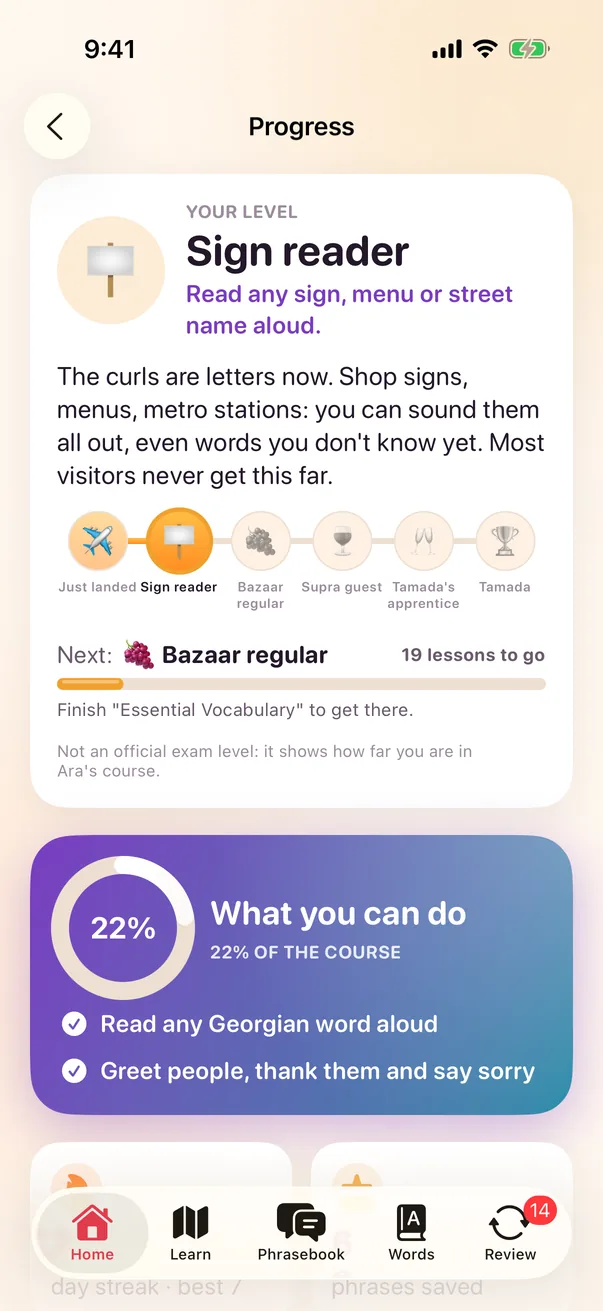 9:41
Progress
YOUR LEVEL
Sign reader
Read any sign, menu or street
name aloud.
The curls are letters now. Shop signs,
menus, metro stations: you can sound them
all out, even words you don't know yet. Most
visitors never get this far.
Just landed
Sign reader
Bazaar
regular
Supra guest
Tamada's
apprentice
Tamada
Next: Bazaar regular
19 lessons to go
Finish "Essential Vocabulary" to get there.
Not an official exam level: it shows how far you are in
Ara's course.
22%
What you can do
22% OF THE COURSE
Read any Georgian word aloud
Greet people, thank them and say sorry
A
14
Home
Learn
Phrasebook
Words
Review
day streak · best 7
phrases saved